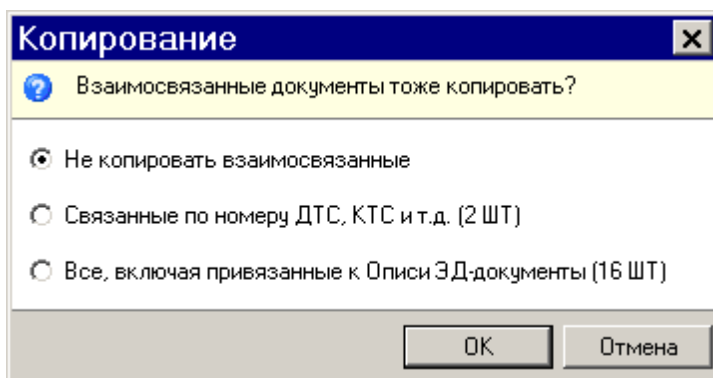 Копирование
Взаимосвязанные документы тоже копировать?
Не копировать взаимосвязанные
Связанные по номеру ДТС, КТС и т.д. (2 ШТ)
Все, включая привязанные к Описи ЭД-документы (16 ШТ)
OK Отмена